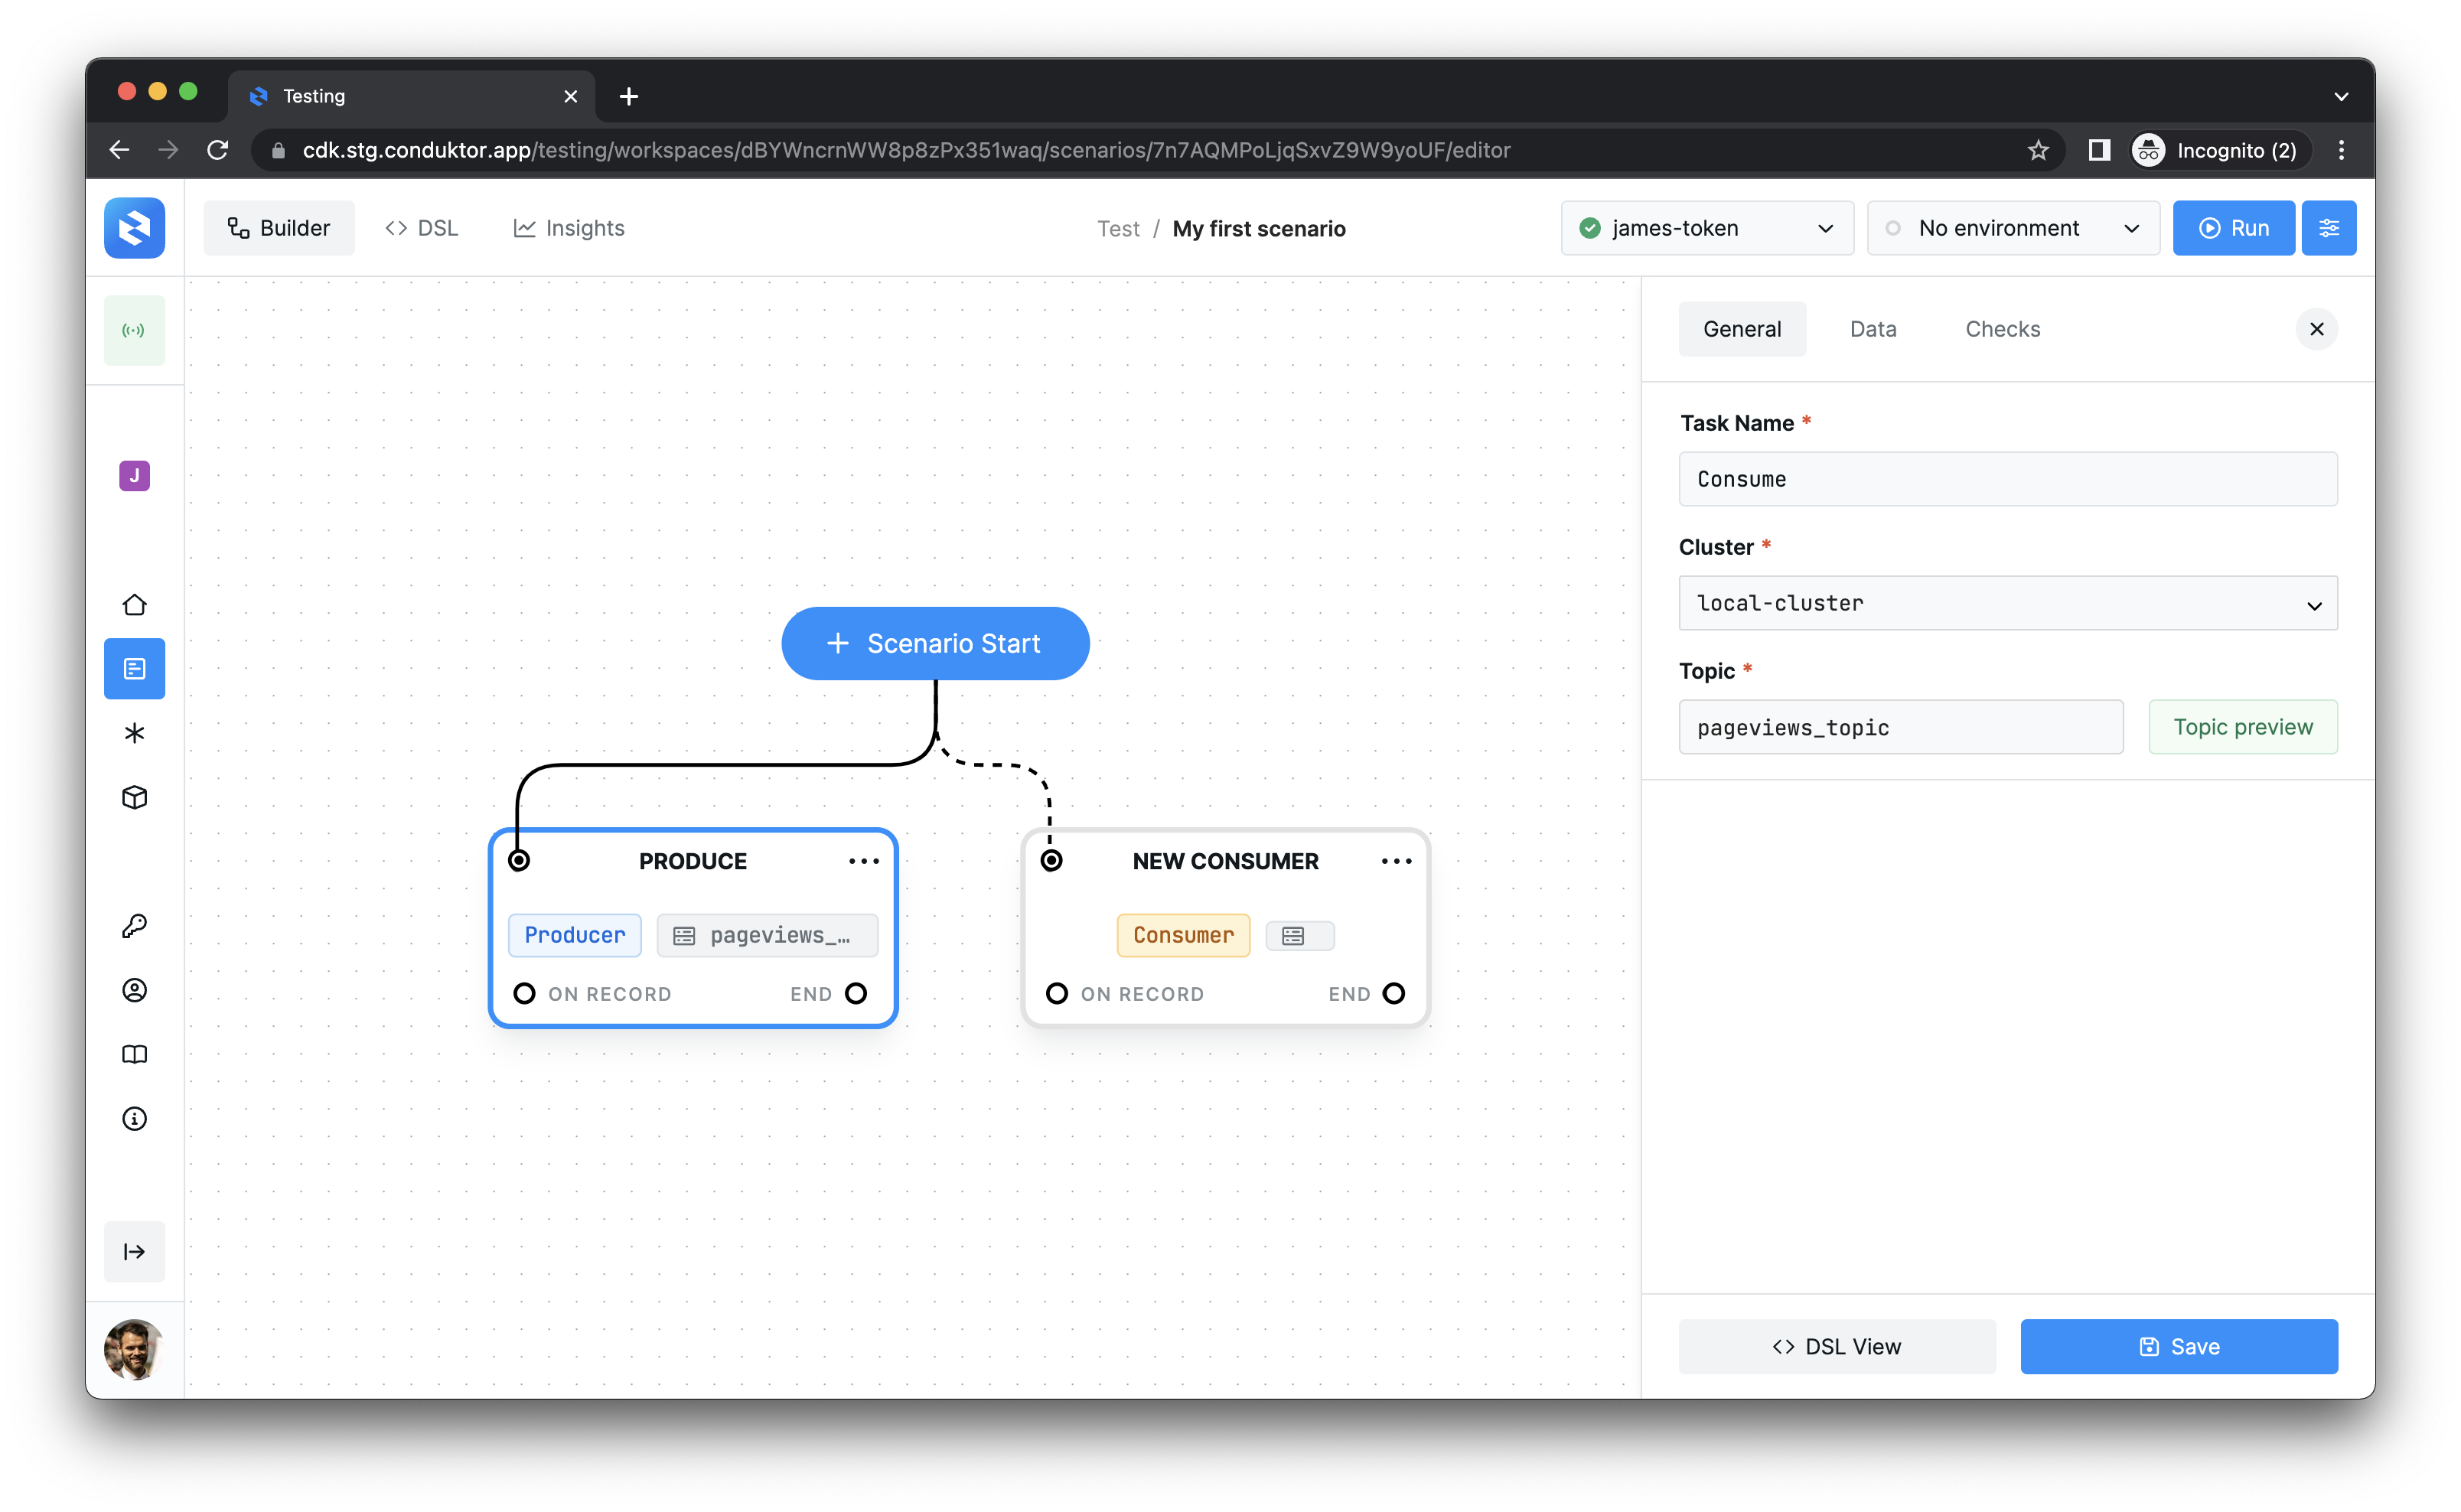 Testing
cdk.stg.conduktor.app/testing/workspaces/dBYWncrnWW8p8zPx351waq/scenarios/7n7AQMPoLjqSxvZ9W9yoUF/editor
Incognito (2)
Builder
DSL
Insights
Test / My first scenario
james-token
No environment
Run
J
General
Data
Checks
Task Name *
Consume
Cluster *
local-cluster
Topic *
pageviews_topic
Topic preview
+ Scenario Start
PRODUCE
Producer
pageviews_…
ON RECORD
END
NEW CONSUMER
Consumer
ON RECORD
END
DSL View
Save